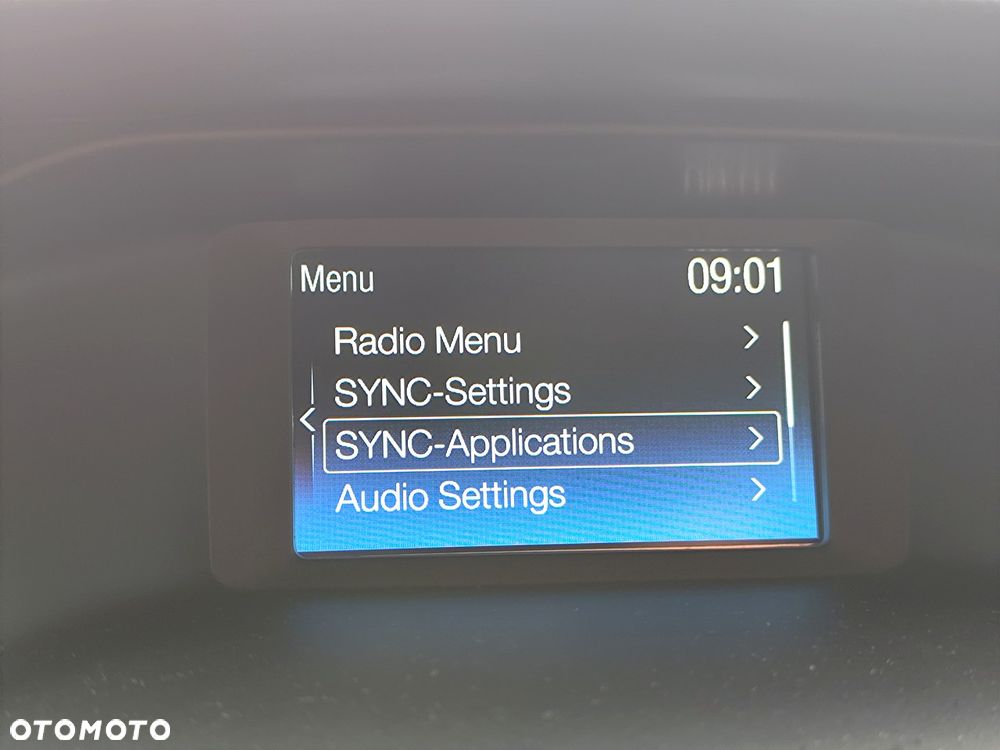 Menu 09:01
Radio Menu >
SYNC-Settings >
< SYNC-Applications >
Audio Settings >
OTOMOTO